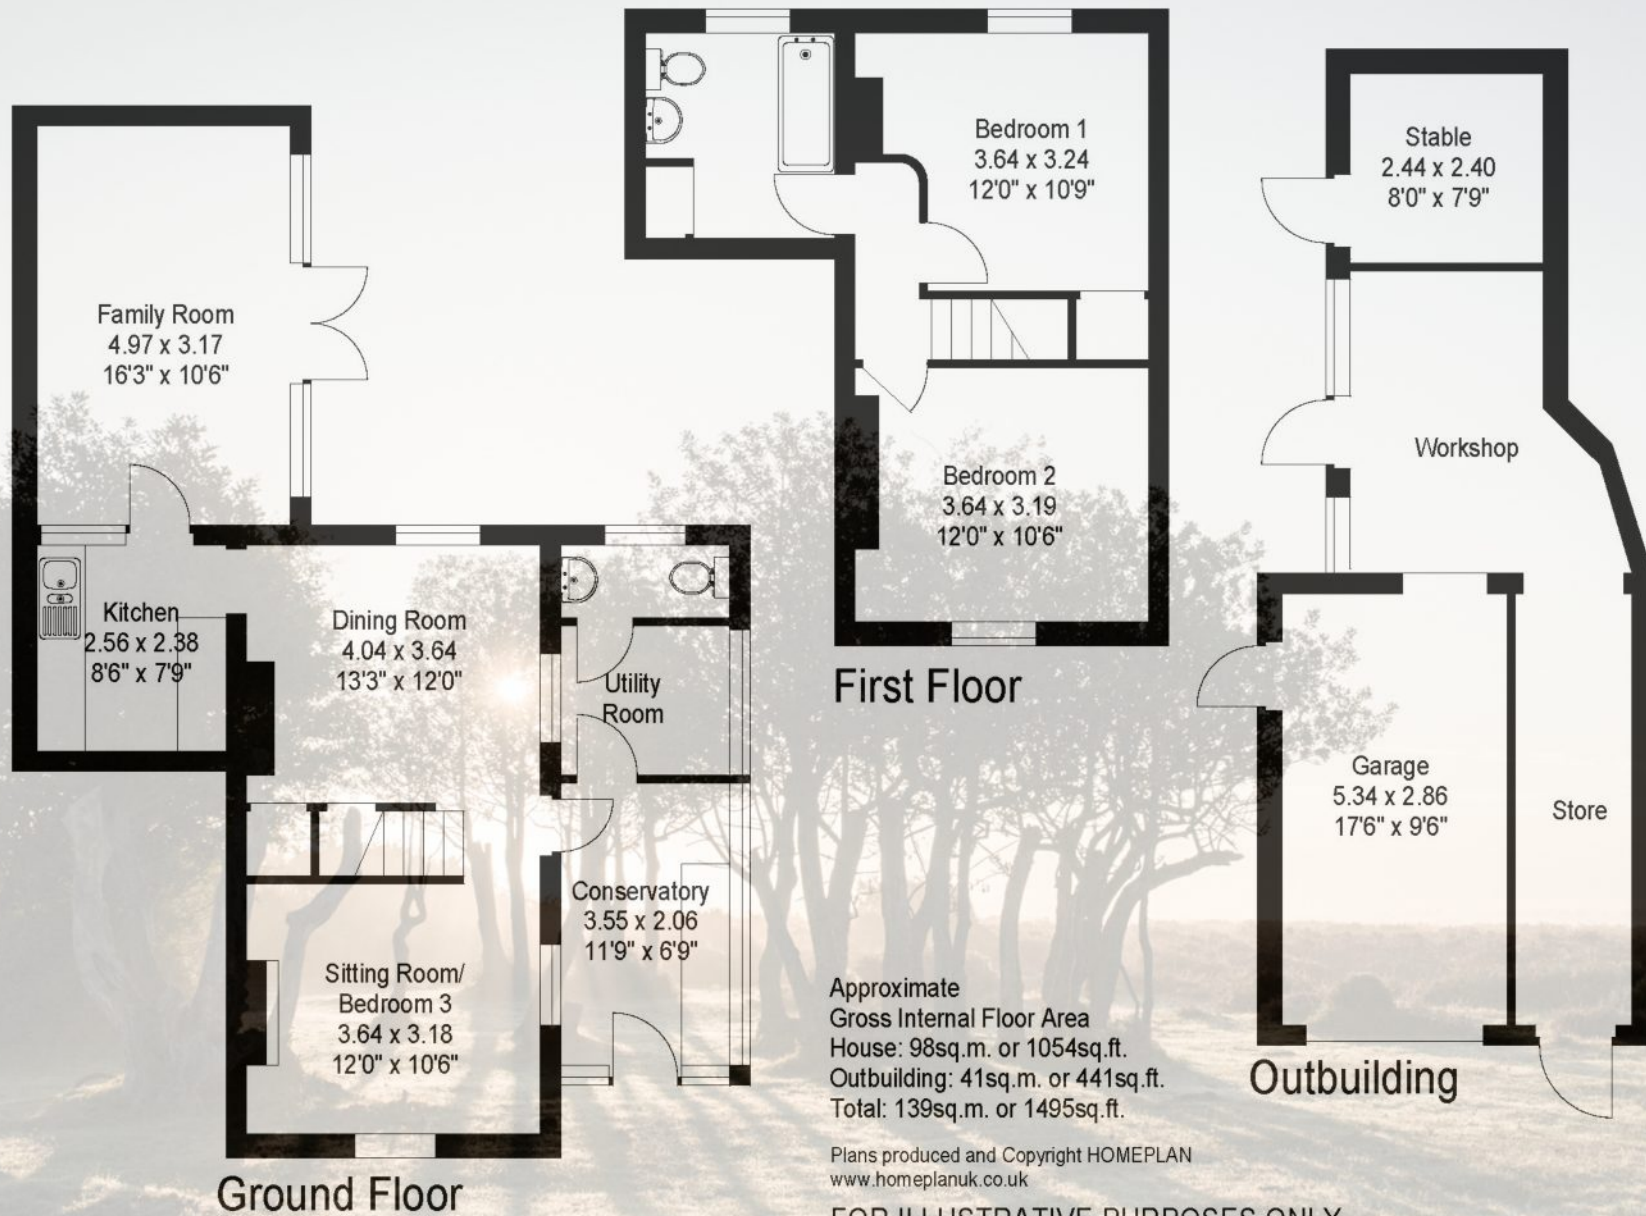 Family Room
4.97 x 3.17
16'3" x 10'6"
Kitchen
2.56 x 2.38
8'6" x 7'9"
Dining Room
4.04 x 3.64
13'3" x 12'0"
Utility
Room
Conservatory
3.55 x 2.06
11'9" x 6'9"
Sitting Room/
Bedroom 3
3.64 x 3.18
12'0" x 10'6"
Ground Floor
Bedroom 1
3.64 x 3.24
12'0" x 10'9"
Bedroom 2
3.64 x 3.19
12'0" x 10'6"
First Floor
Stable
2.44 x 2.40
8'0" x 7'9"
Workshop
Garage
5.34 x 2.86
17'6" x 9'6"
Store
Outbuilding
Approximate
Gross Internal Floor Area
House: 98sq.m. or 1054sq.ft.
Outbuilding: 41sq.m. or 441sq.ft.
Total: 139sq.m. or 1495sq.ft.
Plans produced and Copyright HOMEPLAN
www.homeplanuk.co.uk
FOR ILLUSTRATIVE PURPOSES ONLY